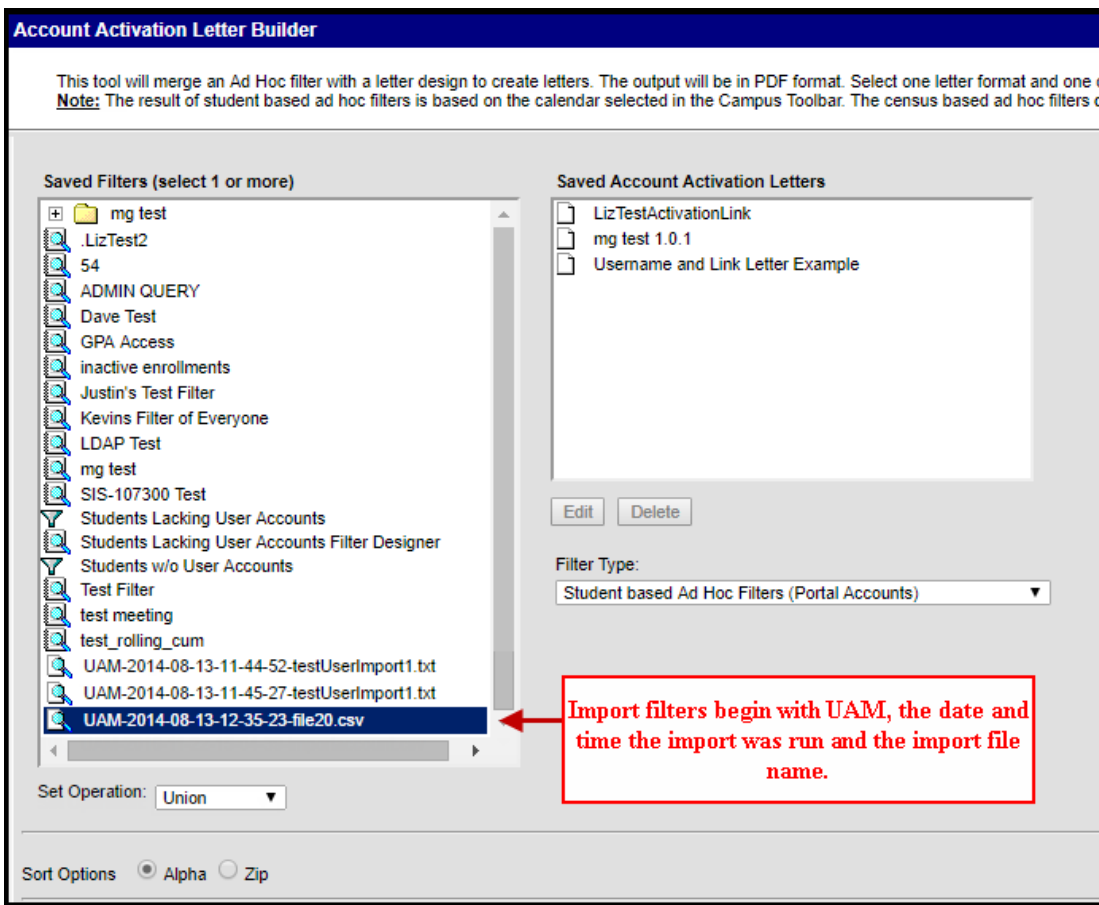 Account Activation Letter Builder
This tool will merge an Ad Hoc filter with a letter design to create letters. The output will be in PDF format. Select one letter format and one
Note: The result of student based ad hoc filters is based on the calendar selected in the Campus Toolbar. The census based ad hoc filters
Saved Filters (select 1 or more)
mg test
.LizTest2
54
ADMIN QUERY
Dave Test
GPA Access
inactive enrollments
Justin's Test Filter
Kevins Filter of Everyone
LDAP Test
mg test
SIS-107300 Test
Students Lacking User Accounts
Students Lacking User Accounts Filter Designer
Students w/o User Accounts
Test Filter
test meeting
test_rolling_cum
UAM-2014-08-13-11-44-52-testUserImport1.txt
UAM-2014-08-13-11-45-27-testUserImport1.txt
UAM-2014-08-13-12-35-23-file20.csv
Set Operation: Union
Saved Account Activation Letters
LizTestActivationLink
mg test 1.0.1
Username and Link Letter Example
Edit Delete
Filter Type:
Student based Ad Hoc Filters (Portal Accounts)
Import filters begin with UAM, the date and
time the import was run and the import file
name.
Sort Options Alpha Zip